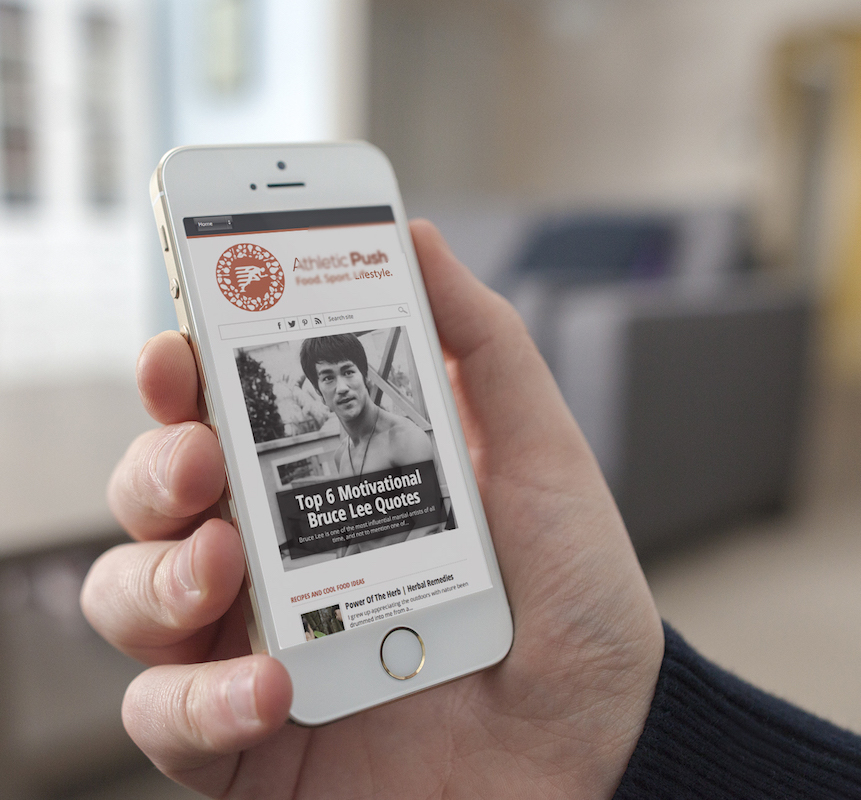 Home
Athletic Push
Food. Sport. Lifestyle.
Search site
Top 6 Motivational
Bruce Lee Quotes
Bruce Lee is one of the most influential martial artists of all
time, and not to mention one of...
RECIPES AND COOL FOOD IDEAS
Power Of The Herb | Herbal Remedies
I grew up appreciating the outdoors with nature been
drummed into me from a...